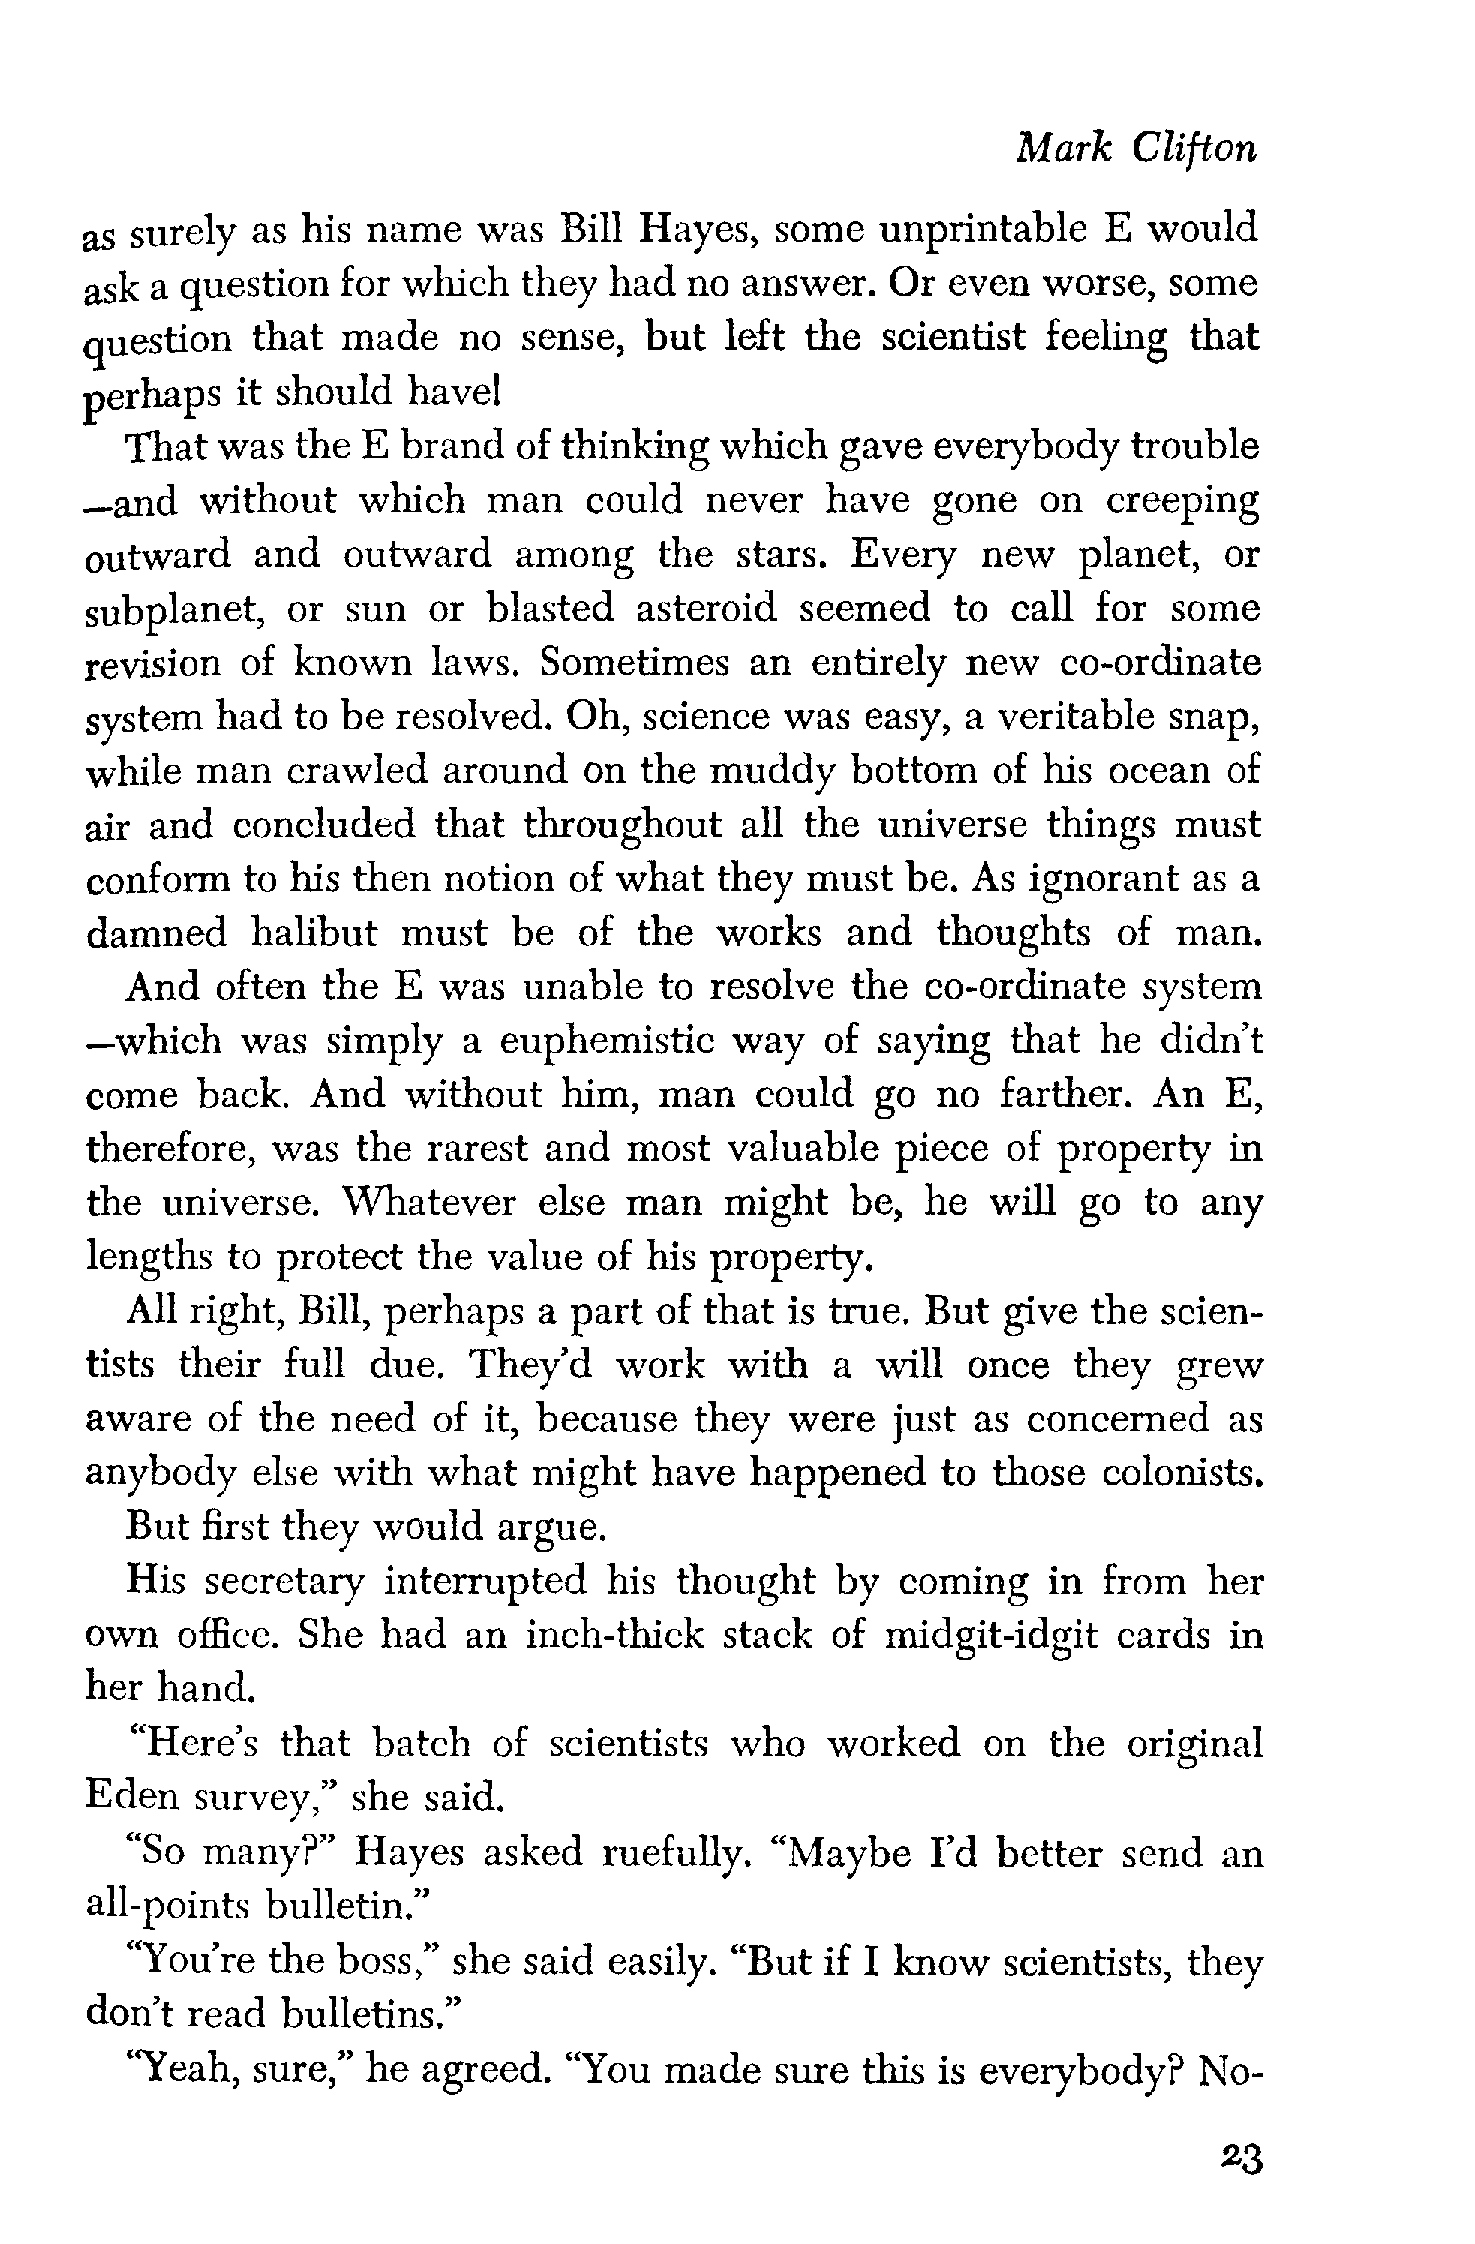 Mark Clifton
as surely as his name was Bill Hayes, some unprintable E would
ask a question for which they had no answer. Or even worse, some
question that made no sense, but left the scientist feeling that
perhaps it should have!
That was the E brand of thinking which gave everybody trouble
—and without which man could never have gone on creeping
outward and outward among the stars. Every new planet, or
subplanet, or sun or blasted asteroid seemed to call for some
revision of known laws. Sometimes an entirely new co-ordinate
system had to be resolved. Oh, science was easy, a veritable snap,
while man crawled around on the muddy bottom of his ocean of
air and concluded that throughout all the universe things must
conform to his then notion of what they must be. As ignorant as a
damned halibut must be of the works and thoughts of man.
And often the E was unable to resolve the co-ordinate system
—which was simply a euphemistic way of saying that he didn't
come back. And without him, man could go no farther. An E,
therefore, was the rarest and most valuable piece of property in
the universe. Whatever else man might be, he will go to any
lengths to protect the value of his property.
All right, Bill, perhaps a part of that is true. But give the scien-
tists their full due. They'd work with a will once they grew
aware of the need of it, because they were just as concerned as
anybody else with what might have happened to those colonists.
But first they would argue.
His secretary interrupted his thought by coming in from her
own office. She had an inch-thick stack of midgit-idgit cards in
her hand.
"Here's that batch of scientists who worked on the original
Eden survey," she said.
"So many?" Hayes asked ruefully. "Maybe I'd better send an
all-points bulletin."
"You're the boss," she said easily. "But if I know scientists, they
don't read bulletins."
"Yeah, sure," he agreed. "You made sure this is everybody? No-
23